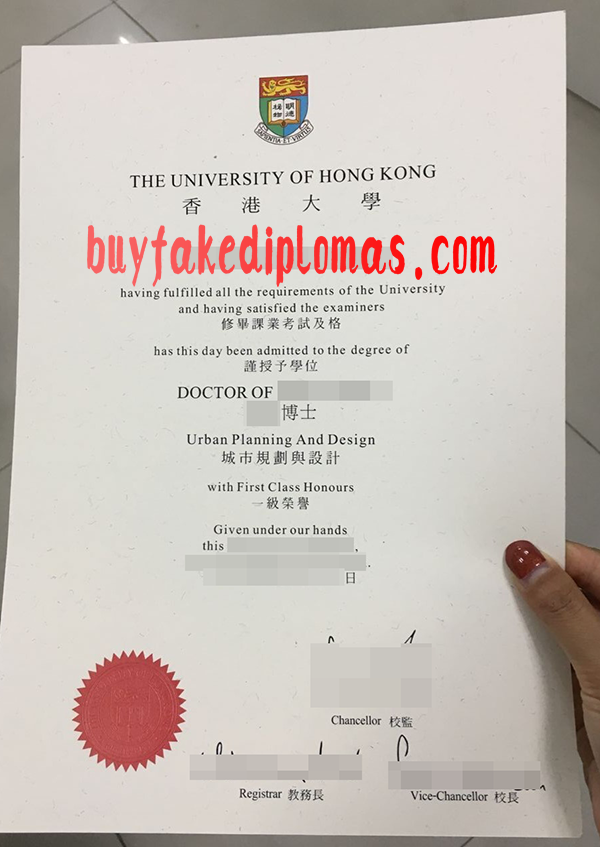 SAPIENTIA ET VIRTUS
THE UNIVERSITY OF HONG KONG
香港大學
buyfakediplomas.com
having fulfilled all the requirements of the University
and having satisfied the examiners
修畢課業考試及格
has this day been admitted to the degree of
謹授予學位
DOCTOR OF
博士
Urban Planning And Design
城市規劃與設計
with First Class Honours
一級榮譽
Given under our hands
this
日
Chancellor 校監
Registrar 教務長
Vice-Chancellor 校長